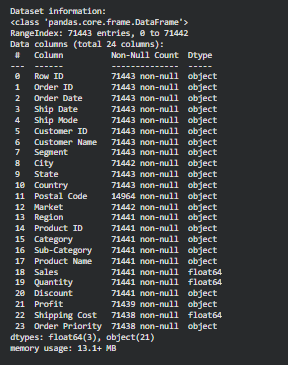 Dataset information:
<class 'pandas.core.frame.DataFrame'>
RangeIndex: 71443 entries, 0 to 71442
Data columns (total 24 columns):
 #   Column          Non-Null Count  Dtype
---  ------          --------------  -----
 0   Row ID          71443 non-null  object
 1   Order ID        71443 non-null  object
 2   Order Date      71443 non-null  object
 3   Ship Date       71443 non-null  object
 4   Ship Mode       71443 non-null  object
 5   Customer ID     71443 non-null  object
 6   Customer Name   71443 non-null  object
 7   Segment         71443 non-null  object
 8   City            71442 non-null  object
 9   State           71443 non-null  object
 10  Country         71443 non-null  object
 11  Postal Code     14964 non-null  object
 12  Market          71442 non-null  object
 13  Region          71441 non-null  object
 14  Product ID      71441 non-null  object
 15  Category        71441 non-null  object
 16  Sub-Category    71441 non-null  object
 17  Product Name    71441 non-null  object
 18  Sales           71441 non-null  float64
 19  Quantity        71441 non-null  float64
 20  Discount        71441 non-null  object
 21  Profit          71439 non-null  object
 22  Shipping Cost   71438 non-null  float64
 23  Order Priority  71438 non-null  object
dtypes: float64(3), object(21)
memory usage: 13.1+ MB